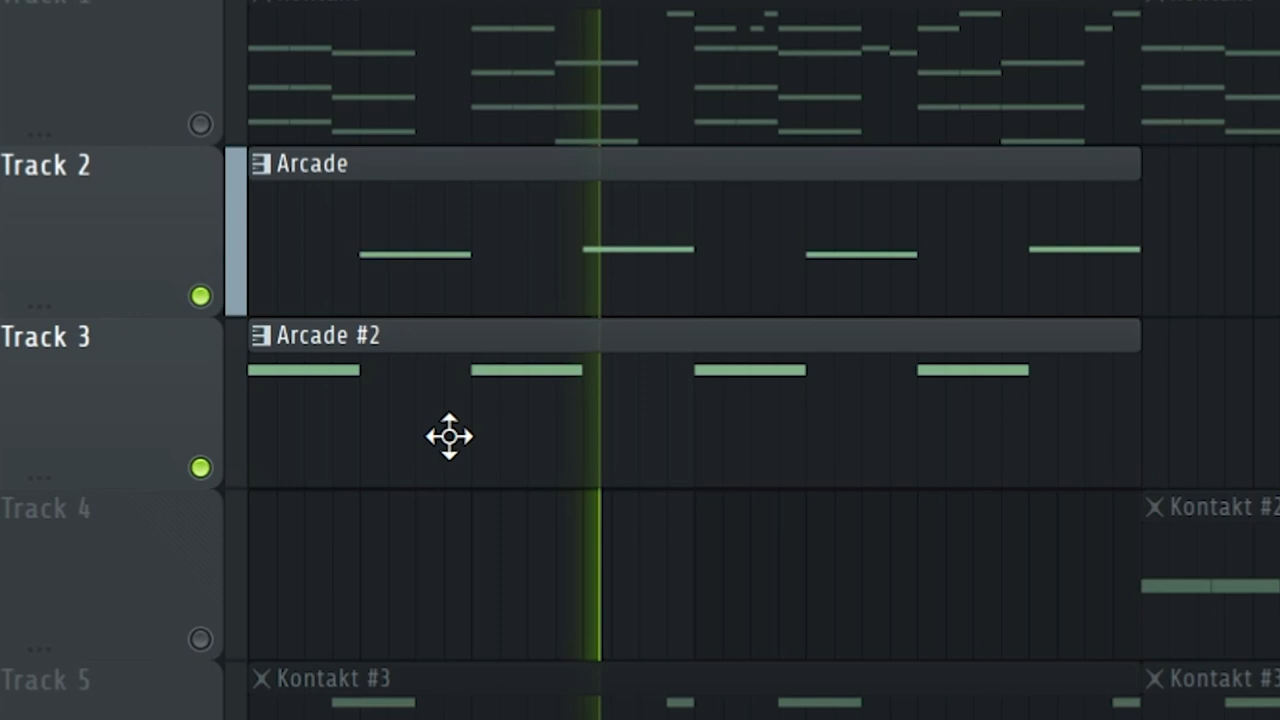 Track 2
Arcade
Track 3
Arcade #2
Track 4
Kontakt #2
Track 5
Kontakt #3
Kontakt #3